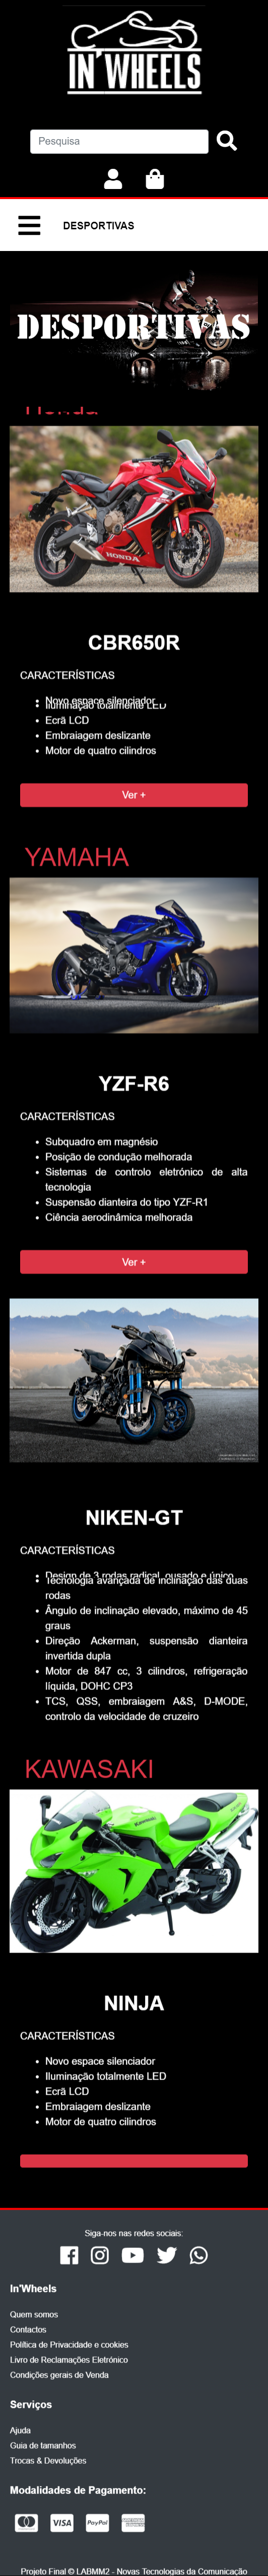 IN'WHEELS
Pesquisa
DESPORTIVAS
DESPORTIVAS
Honda
HONDA
CBR650R
CARACTERÍSTICAS
Novo espace silenciador
Iluminação totalmente LED
Ecrã LCD
Embraiagem deslizante
Motor de quatro cilindros
Ver +
YAMAHA
YZF-R6
CARACTERÍSTICAS
Subquadro em magnésio
Posição de condução melhorada
Sistemas de controlo eletrónico de alta
tecnologia
Suspensão dianteira do tipo YZF-R1
Ciência aerodinâmica melhorada
Ver +
NIKEN-GT
CARACTERÍSTICAS
Design de 3 rodas radical, ousado e único
Tecnologia avançada de inclinação das duas
rodas
Ângulo de inclinação elevado, máximo de 45
graus
Direção Ackerman, suspensão dianteira
invertida dupla
Motor de 847 cc, 3 cilindros, refrigeração
líquida, DOHC CP3
TCS, QSS, embraiagem A&S, D-MODE,
controlo da velocidade de cruzeiro
KAWASAKI
NINJA
CARACTERÍSTICAS
Novo espace silenciador
Iluminação totalmente LED
Ecrã LCD
Embraiagem deslizante
Motor de quatro cilindros
Siga-nos nas redes sociais:
In'Wheels
Quem somos
Contactos
Política de Privacidade e cookies
Livro de Reclamações Eletrónico
Condições gerais de Venda
Serviços
Ajuda
Guia de tamanhos
Trocas & Devoluções
Modalidades de Pagamento:
VISA
PayPal
Projeto Final © LABMM2 - Novas Tecnologias da Comunicação